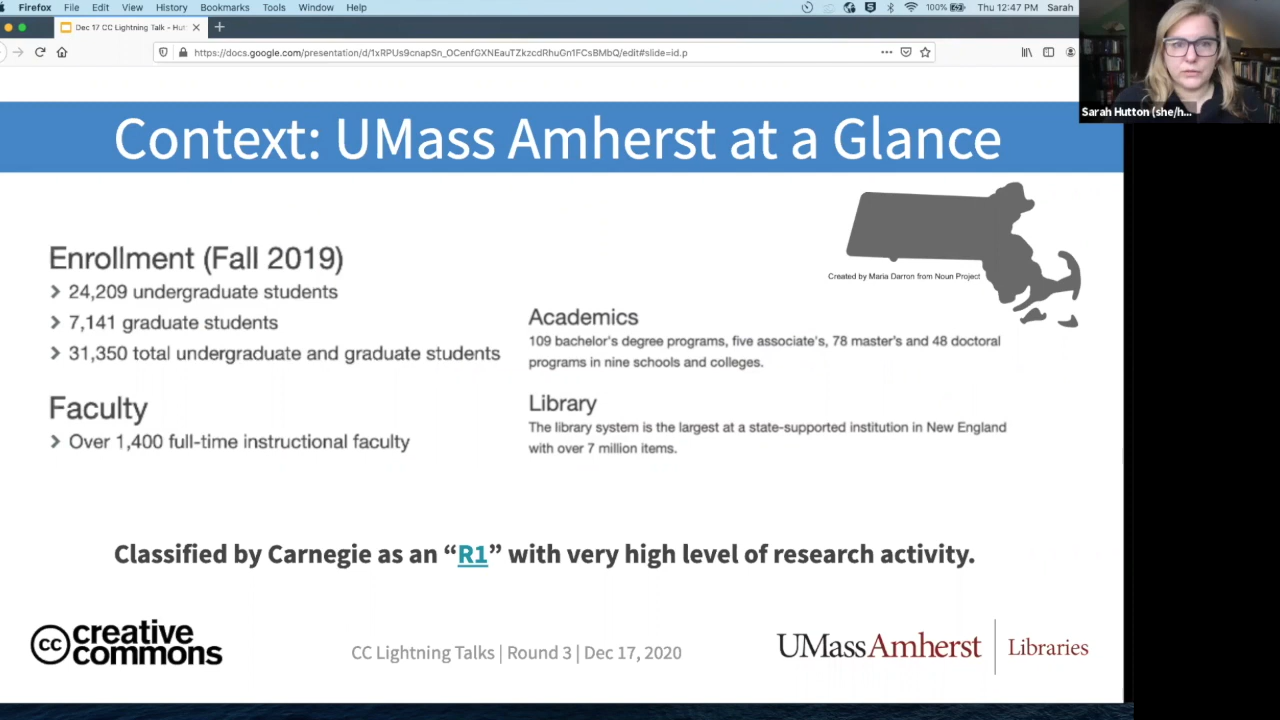 Firefox File Edit View History Bookmarks Tools Window Help 100% Thu 12:47 PM Sarah
Dec 17 CC Lightning Talk - Hut
https://docs.google.com/presentation/d/1xRPUs9cnapSn_OCenfGXNEauTZkzcdRhuGn1FCsBMbQ/edit#slide=id.p
Sarah Hutton (she/h...
Context: UMass Amherst at a Glance
Created by Maria Darron from Noun Project
Enrollment (Fall 2019)
> 24,209 undergraduate students
> 7,141 graduate students
> 31,350 total undergraduate and graduate students
Faculty
> Over 1,400 full-time instructional faculty
Academics
109 bachelor's degree programs, five associate's, 78 master's and 48 doctoral
programs in nine schools and colleges.
Library
The library system is the largest at a state-supported institution in New England
with over 7 million items.
Classified by Carnegie as an “R1” with very high level of research activity.
cc creative
commons
CC Lightning Talks | Round 3 | Dec 17, 2020
UMassAmherst | Libraries